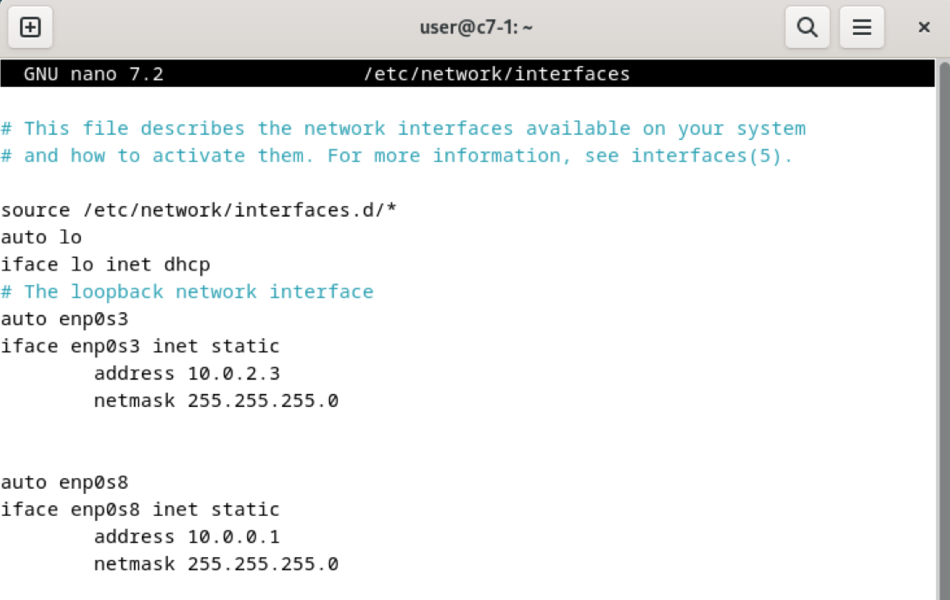 user@c7-1: ~
GNU nano 7.2 /etc/network/interfaces
# This file describes the network interfaces available on your system
# and how to activate them. For more information, see interfaces(5).
source /etc/network/interfaces.d/*
auto lo
iface lo inet dhcp
# The loopback network interface
auto enp0s3
iface enp0s3 inet static
        address 10.0.2.3
        netmask 255.255.255.0
auto enp0s8
iface enp0s8 inet static
        address 10.0.0.1
        netmask 255.255.255.0